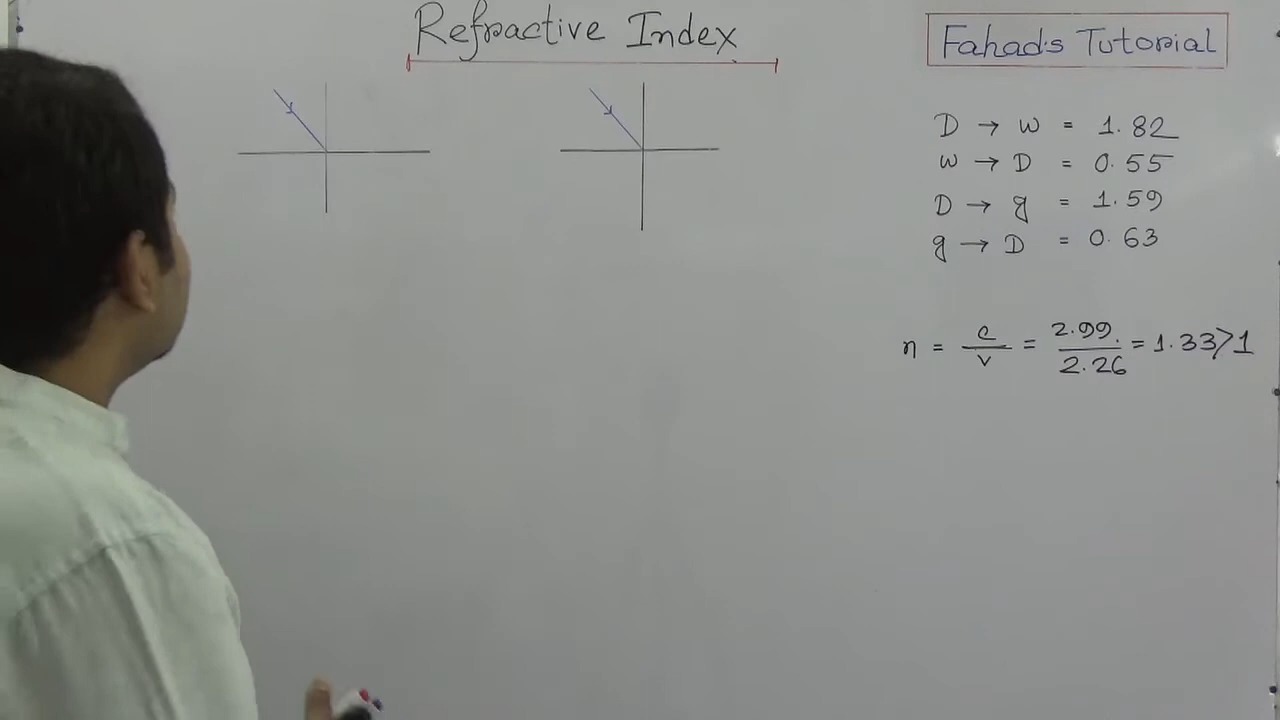 Refractive Index
Fahad's Tutorial
D → w = 1.82
w → D = 0.55
D → g = 1.59
g → D = 0.63
n = c/v = 2.99/2.26 = 1.33>1